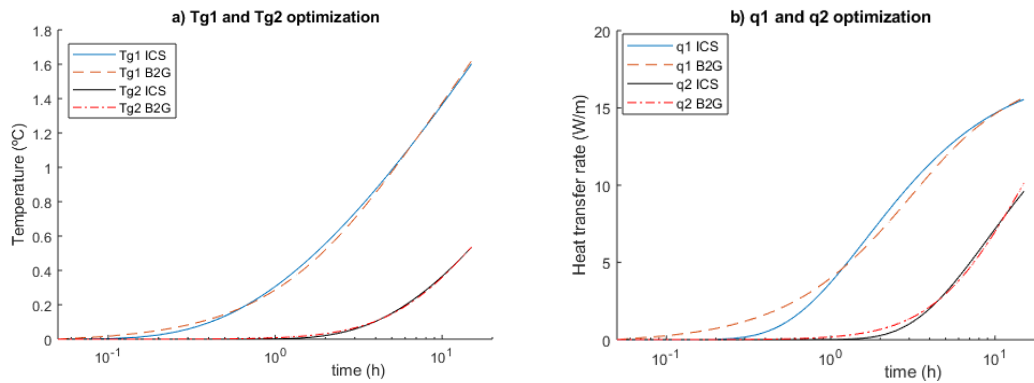 a) Tg1 and Tg2 optimization
1.8
1.6
1.4
1.2
1
0.8
0.6
0.4
0.2
0
Temperature (ºC)
Tg1 ICS
Tg1 B2G
Tg2 ICS
Tg2 B2G
10⁻¹
10⁰
10¹
time (h)
b) q1 and q2 optimization
20
15
10
5
0
Heat transfer rate (W/m)
q1 ICS
q1 B2G
q2 ICS
q2 B2G
10⁻¹
10⁰
10¹
time (h)